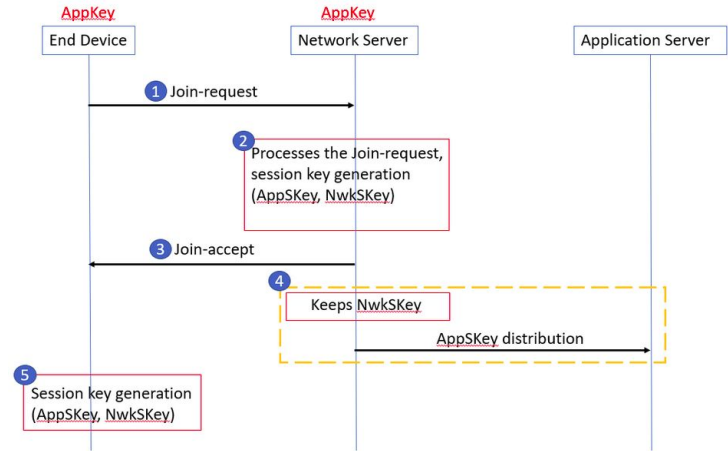 AppKey
AppKey
End Device
Network Server
Application Server
1 Join-request
2
Processes the Join-request,
session key generation
(AppSKey, NwkSKey)
3 Join-accept
4
Keeps NwkSKey
AppSKey distribution
5
Session key generation
(AppSKey, NwkSKey)